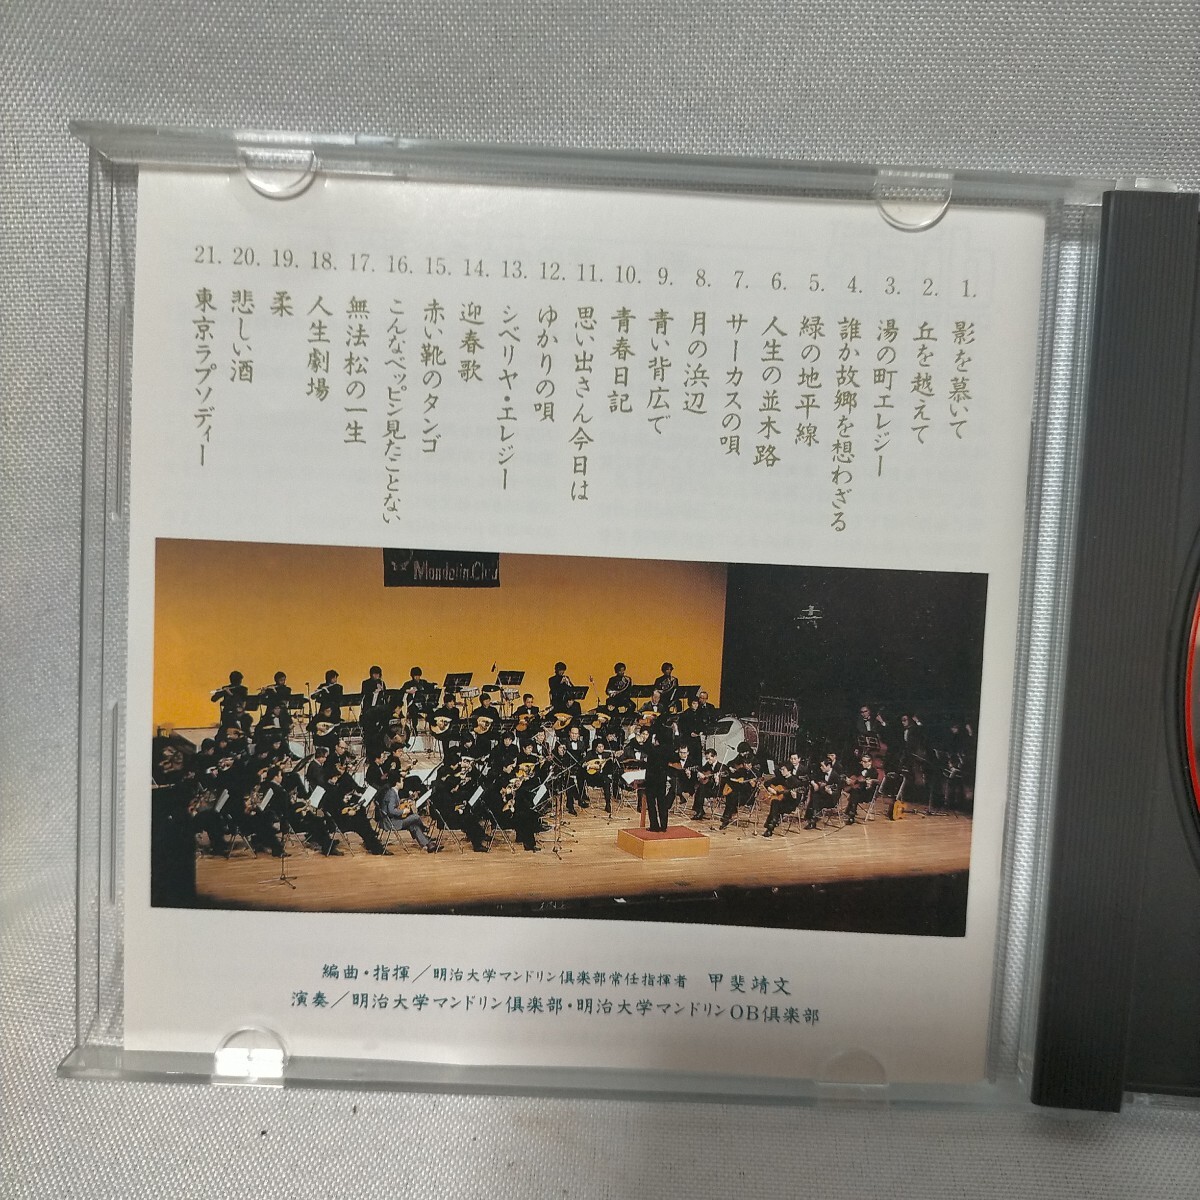 1. 影を慕いて
2. 丘を越えて
3. 湯の町エレジー
4. 誰か故郷を想わざる
5. 緑の地平線
6. 人生の並木路
7. サーカスの唄
8. 月の浜辺
9. 青い背広で
10. 青春日記
11. 思い出さん今日は
12. ゆかりの唄
13. シベリヤ・エレジー
14. 迎春歌
15. 赤い靴のタンゴ
16. こんなベッピン見たことない
17. 無法松の一生
18. 人生劇場
19. 柔
20. 悲しい酒
21. 東京ラプソディー
Mandolin.Club
編曲・指揮/明治大学マンドリン倶楽部常任指揮者 甲斐靖文
演奏/明治大学マンドリン倶楽部・明治大学マンドリンOB倶楽部